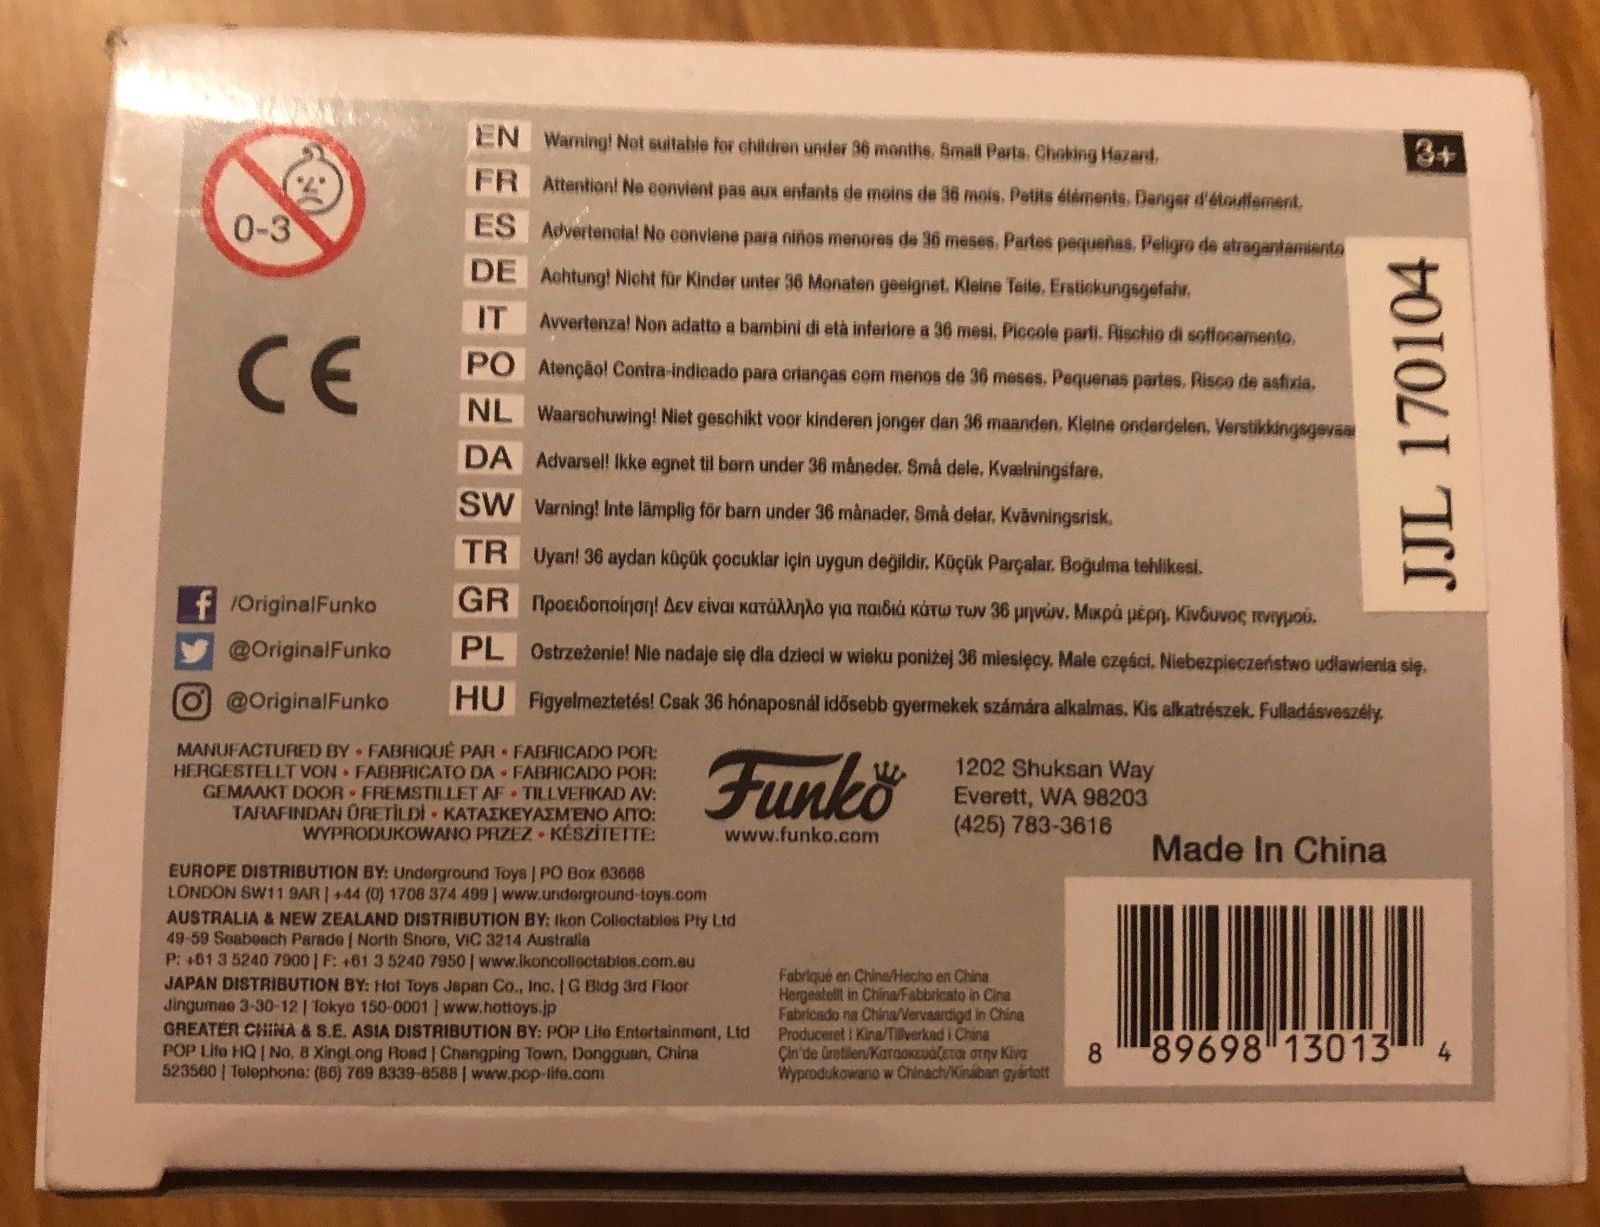 0-3
CE
EN Warning! Not suitable for children under 36 months. Small Parts. Choking Hazard.
3+
FR Attention! Ne convient pas aux enfants de moins de 36 mois. Petits éléments. Danger d'étouffement.
ES Advertencia! No conviene para niños menores de 36 meses. Partes pequeñas. Peligro de atragantamiento
DE Achtung! Nicht für Kinder unter 36 Monaten geeignet. Kleine Teile. Erstickungsgefahr.
IT Avvertenza! Non adatto a bambini di età inferiore a 36 mesi. Piccole parti. Rischio di soffocamento.
PO Atenção! Contra-indicado para crianças com menos de 36 meses. Pequenas partes. Risco de asfixia.
NL Waarschuwing! Niet geschikt voor kinderen jonger dan 36 maanden. Kleine onderdelen. Verstikkingsgevaar
DA Advarsel! Ikke egnet til børn under 36 måneder. Små dele. Kvælningsfare.
SW Varning! Inte lämplig för barn under 36 månader. Små delar. Kvävningsrisk.
TR Uyan! 36 aydan küçük çocuklar için uygun değildir. Küçük Parçalar. Boğulma tehlikesi.
GR Προειδοποίηση! Δεν είναι κατάλληλο για παιδιά κάτω των 36 μηνών. Μικρά μέρη. Κίνδυνος πνιγμού.
PL Ostrzeżenie! Nie nadaje się dla dzieci w wieku poniżej 36 miesięcy. Małe części. Niebezpieczeństwo udławienia się.
HU Figyelmeztetés! Csak 36 hónaposnál idősebb gyermekek számára alkalmas. Kis alkatrészek. Fulladásveszély.
JJL 170104
/OriginalFunko
@OriginalFunko
@OriginalFunko
MANUFACTURED BY • FABRIQUÉ PAR • FABRICADO POR:
HERGESTELLT VON • FABBRICATO DA • FABRICADO POR:
GEMAAKT DOOR • FREMSTILLET AF • TILLVERKAD AV:
TARAFINDAN ÜRETİLDİ • ΚΑΤΑΣΚΕΥΑΣΜΈΝΟ ΑΠΌ:
WYPRODUKOWANO PRZEZ • KÉSZÍTETTE:
Funko
www.funko.com
1202 Shuksan Way
Everett, WA 98203
(425) 783-3616
Made In China
EUROPE DISTRIBUTION BY: Underground Toys | PO Box 63668
LONDON SW11 9AR | +44 (0) 1708 374 499 | www.underground-toys.com
AUSTRALIA & NEW ZEALAND DISTRIBUTION BY: Ikon Collectables Pty Ltd
49-59 Seabeach Parade | North Shore, VIC 3214 Australia
P: +61 3 5240 7900 | F: +61 3 5240 7950 | www.ikoncollectables.com.au
JAPAN DISTRIBUTION BY: Hot Toys Japan Co., Inc. | G Bldg 3rd Floor
Jingumae 3-30-12 | Tokyo 150-0001 | www.hottoys.jp
GREATER CHINA & S.E. ASIA DISTRIBUTION BY: POP Life Entertainment, Ltd
POP Life HQ | No. 8 XingLong Road | Changping Town, Dongguan, China
523560 | Telephone: (86) 769 8339-8588 | www.pop-life.com
Fabriqué en Chine/Hecho en China
Hergestellt in China/Fabbricato in Cina
Fabricado na China/Vervaardigd in China
Produceret i Kina/Tillverkad i China
Çin'de üretilen/Κατασκευάζεται στην Κίνα
Wyprodukowano w Chinach/Kínában gyártott
8 89698 13013 4